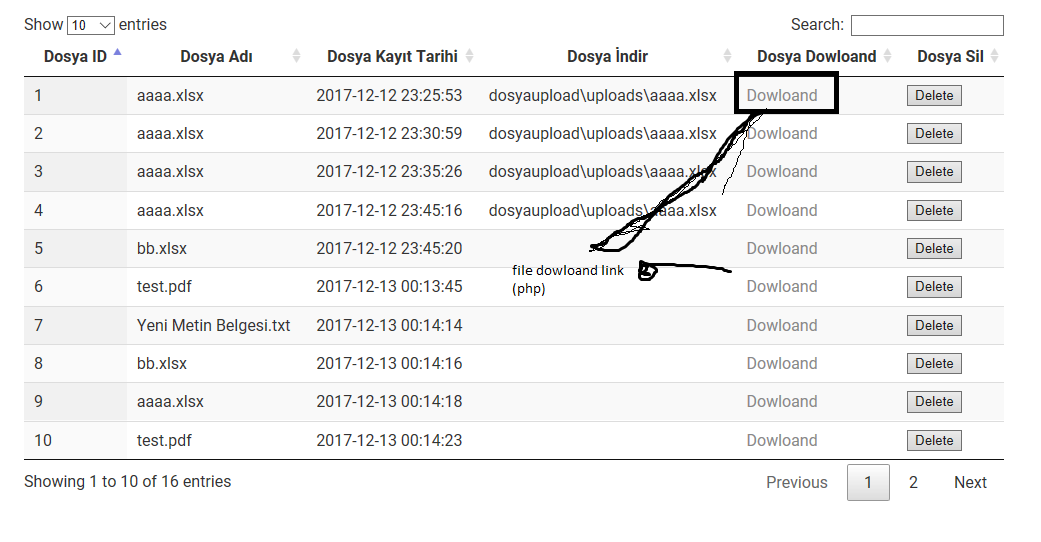 Show 10 entries Search:
Dosya ID Dosya Adı Dosya Kayıt Tarihi Dosya İndir Dosya Dowloand Dosya Sil
1 aaaa.xlsx 2017-12-12 23:25:53 dosyaupload\uploads\aaaa.xlsx Dowloand Delete
2 aaaa.xlsx 2017-12-12 23:30:59 dosyaupload\uploads\aaaa.xlsx Dowloand Delete
3 aaaa.xlsx 2017-12-12 23:35:26 dosyaupload\uploads\aaaa.xlsx Dowloand Delete
4 aaaa.xlsx 2017-12-12 23:45:16 dosyaupload\uploads\aaaa.xlsx Dowloand Delete
5 bb.xlsx 2017-12-12 23:45:20 Dowloand Delete
file dowloand link
(php)
6 test.pdf 2017-12-13 00:13:45 Dowloand Delete
7 Yeni Metin Belgesi.txt 2017-12-13 00:14:14 Dowloand Delete
8 bb.xlsx 2017-12-13 00:14:16 Dowloand Delete
9 aaaa.xlsx 2017-12-13 00:14:18 Dowloand Delete
10 test.pdf 2017-12-13 00:14:23 Dowloand Delete
Showing 1 to 10 of 16 entries Previous 1 2 Next